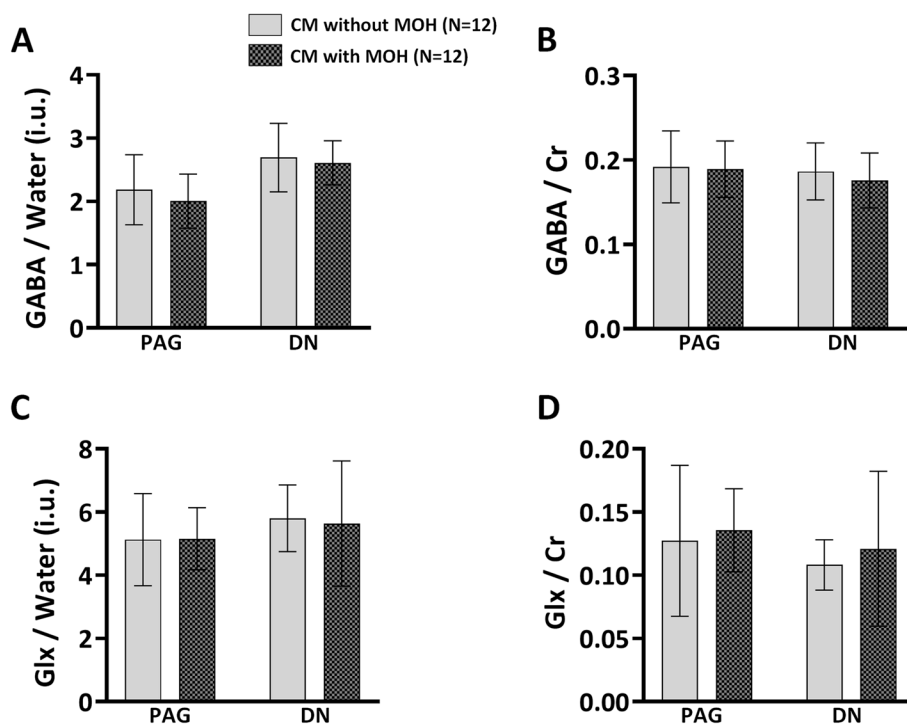 A
CM without MOH (N=12)
CM with MOH (N=12)
B
GABA / Water (i.u.)
4
3
2
1
0
PAG
DN
GABA / Cr
0.3
0.2
0.1
0.0
PAG
DN
C
Glx / Water (i.u.)
8
6
4
2
0
PAG
DN
D
Glx / Cr
0.20
0.15
0.10
0.05
0.00
PAG
DN